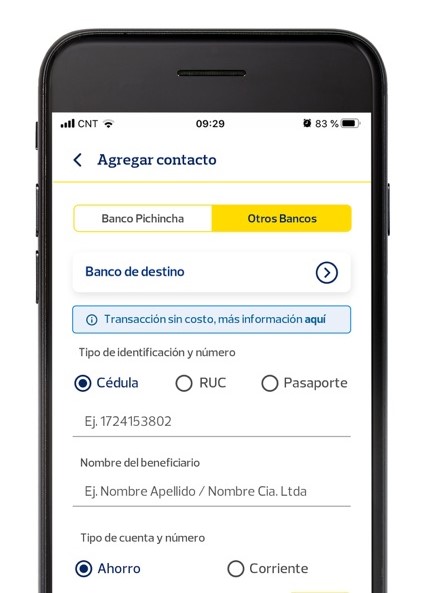 CNT 09:29 83 %
Agregar contacto
Banco Pichincha Otros Bancos
Banco de destino
Transacción sin costo, más información aquí
Tipo de identificación y número
Cédula RUC Pasaporte
Ej. 1724153802
Nombre del beneficiario
Ej. Nombre Apellido / Nombre Cia. Ltda
Tipo de cuenta y número
Ahorro Corriente